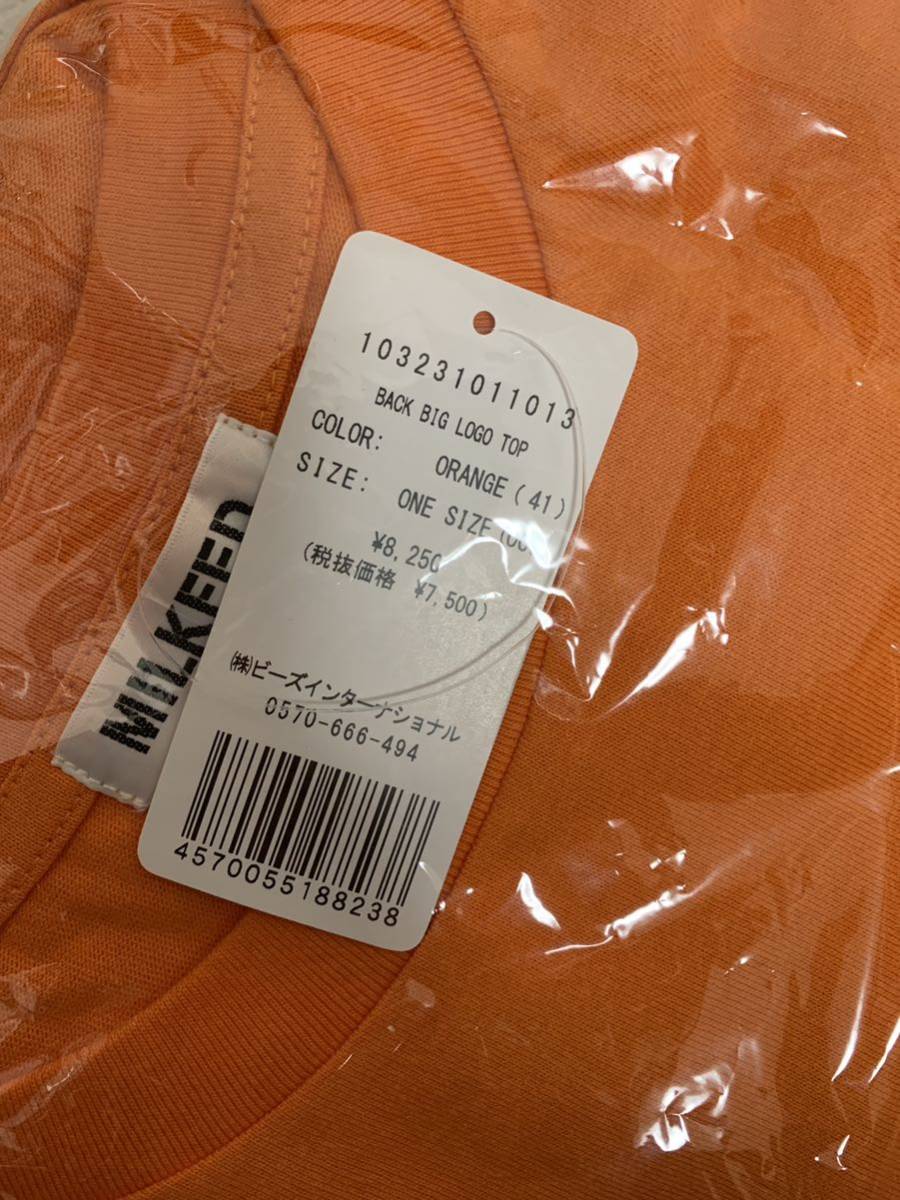 103231011013
BACK BIG LOGO TOP
COLOR: ORANGE (41)
SIZE: ONE SIZE
¥8,250
(税抜価格 ¥7,500)
(株)ビーズインターナショナル
0570-666-494
4570055188238
MILKFED